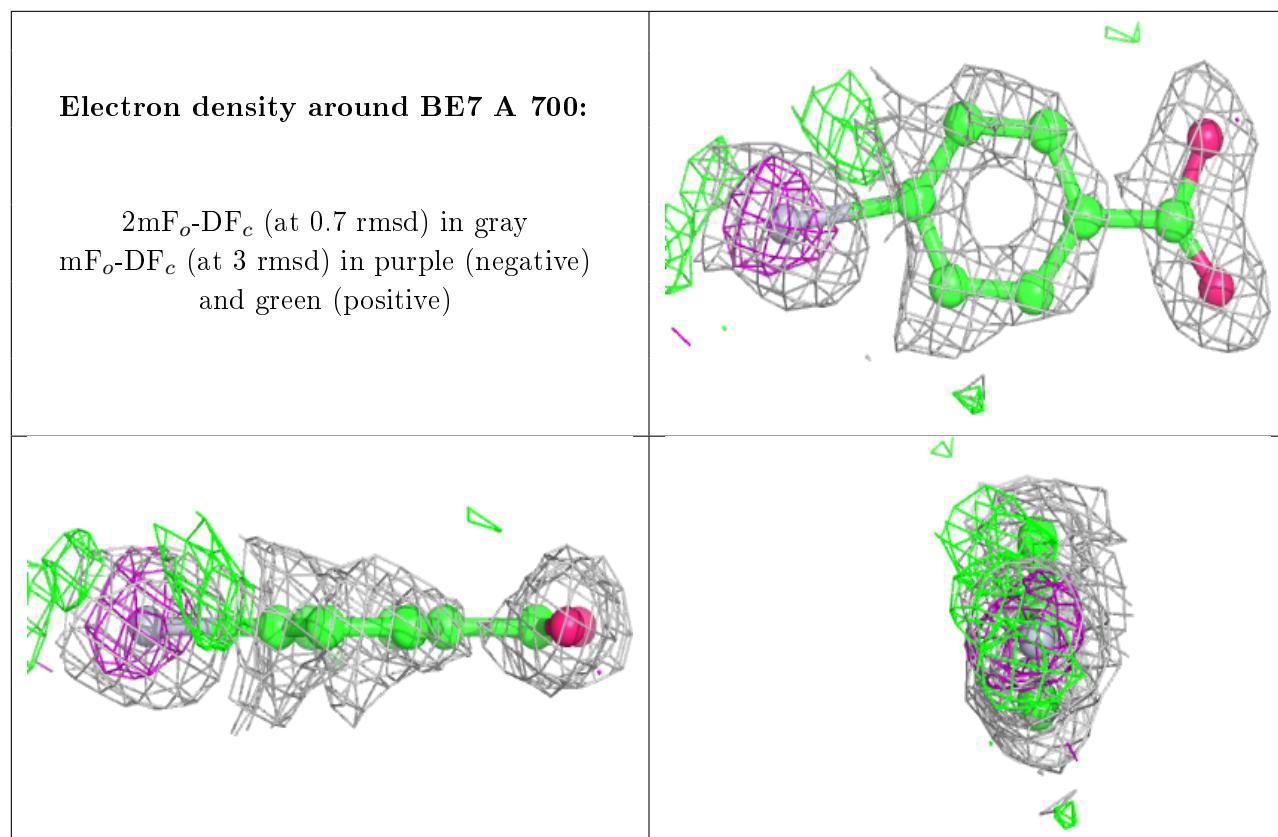 Electron density around BE7 A 700:
2mFₒ-DF𝒸 (at 0.7 rmsd) in gray
mFₒ-DF𝒸 (at 3 rmsd) in purple (negative)
and green (positive)